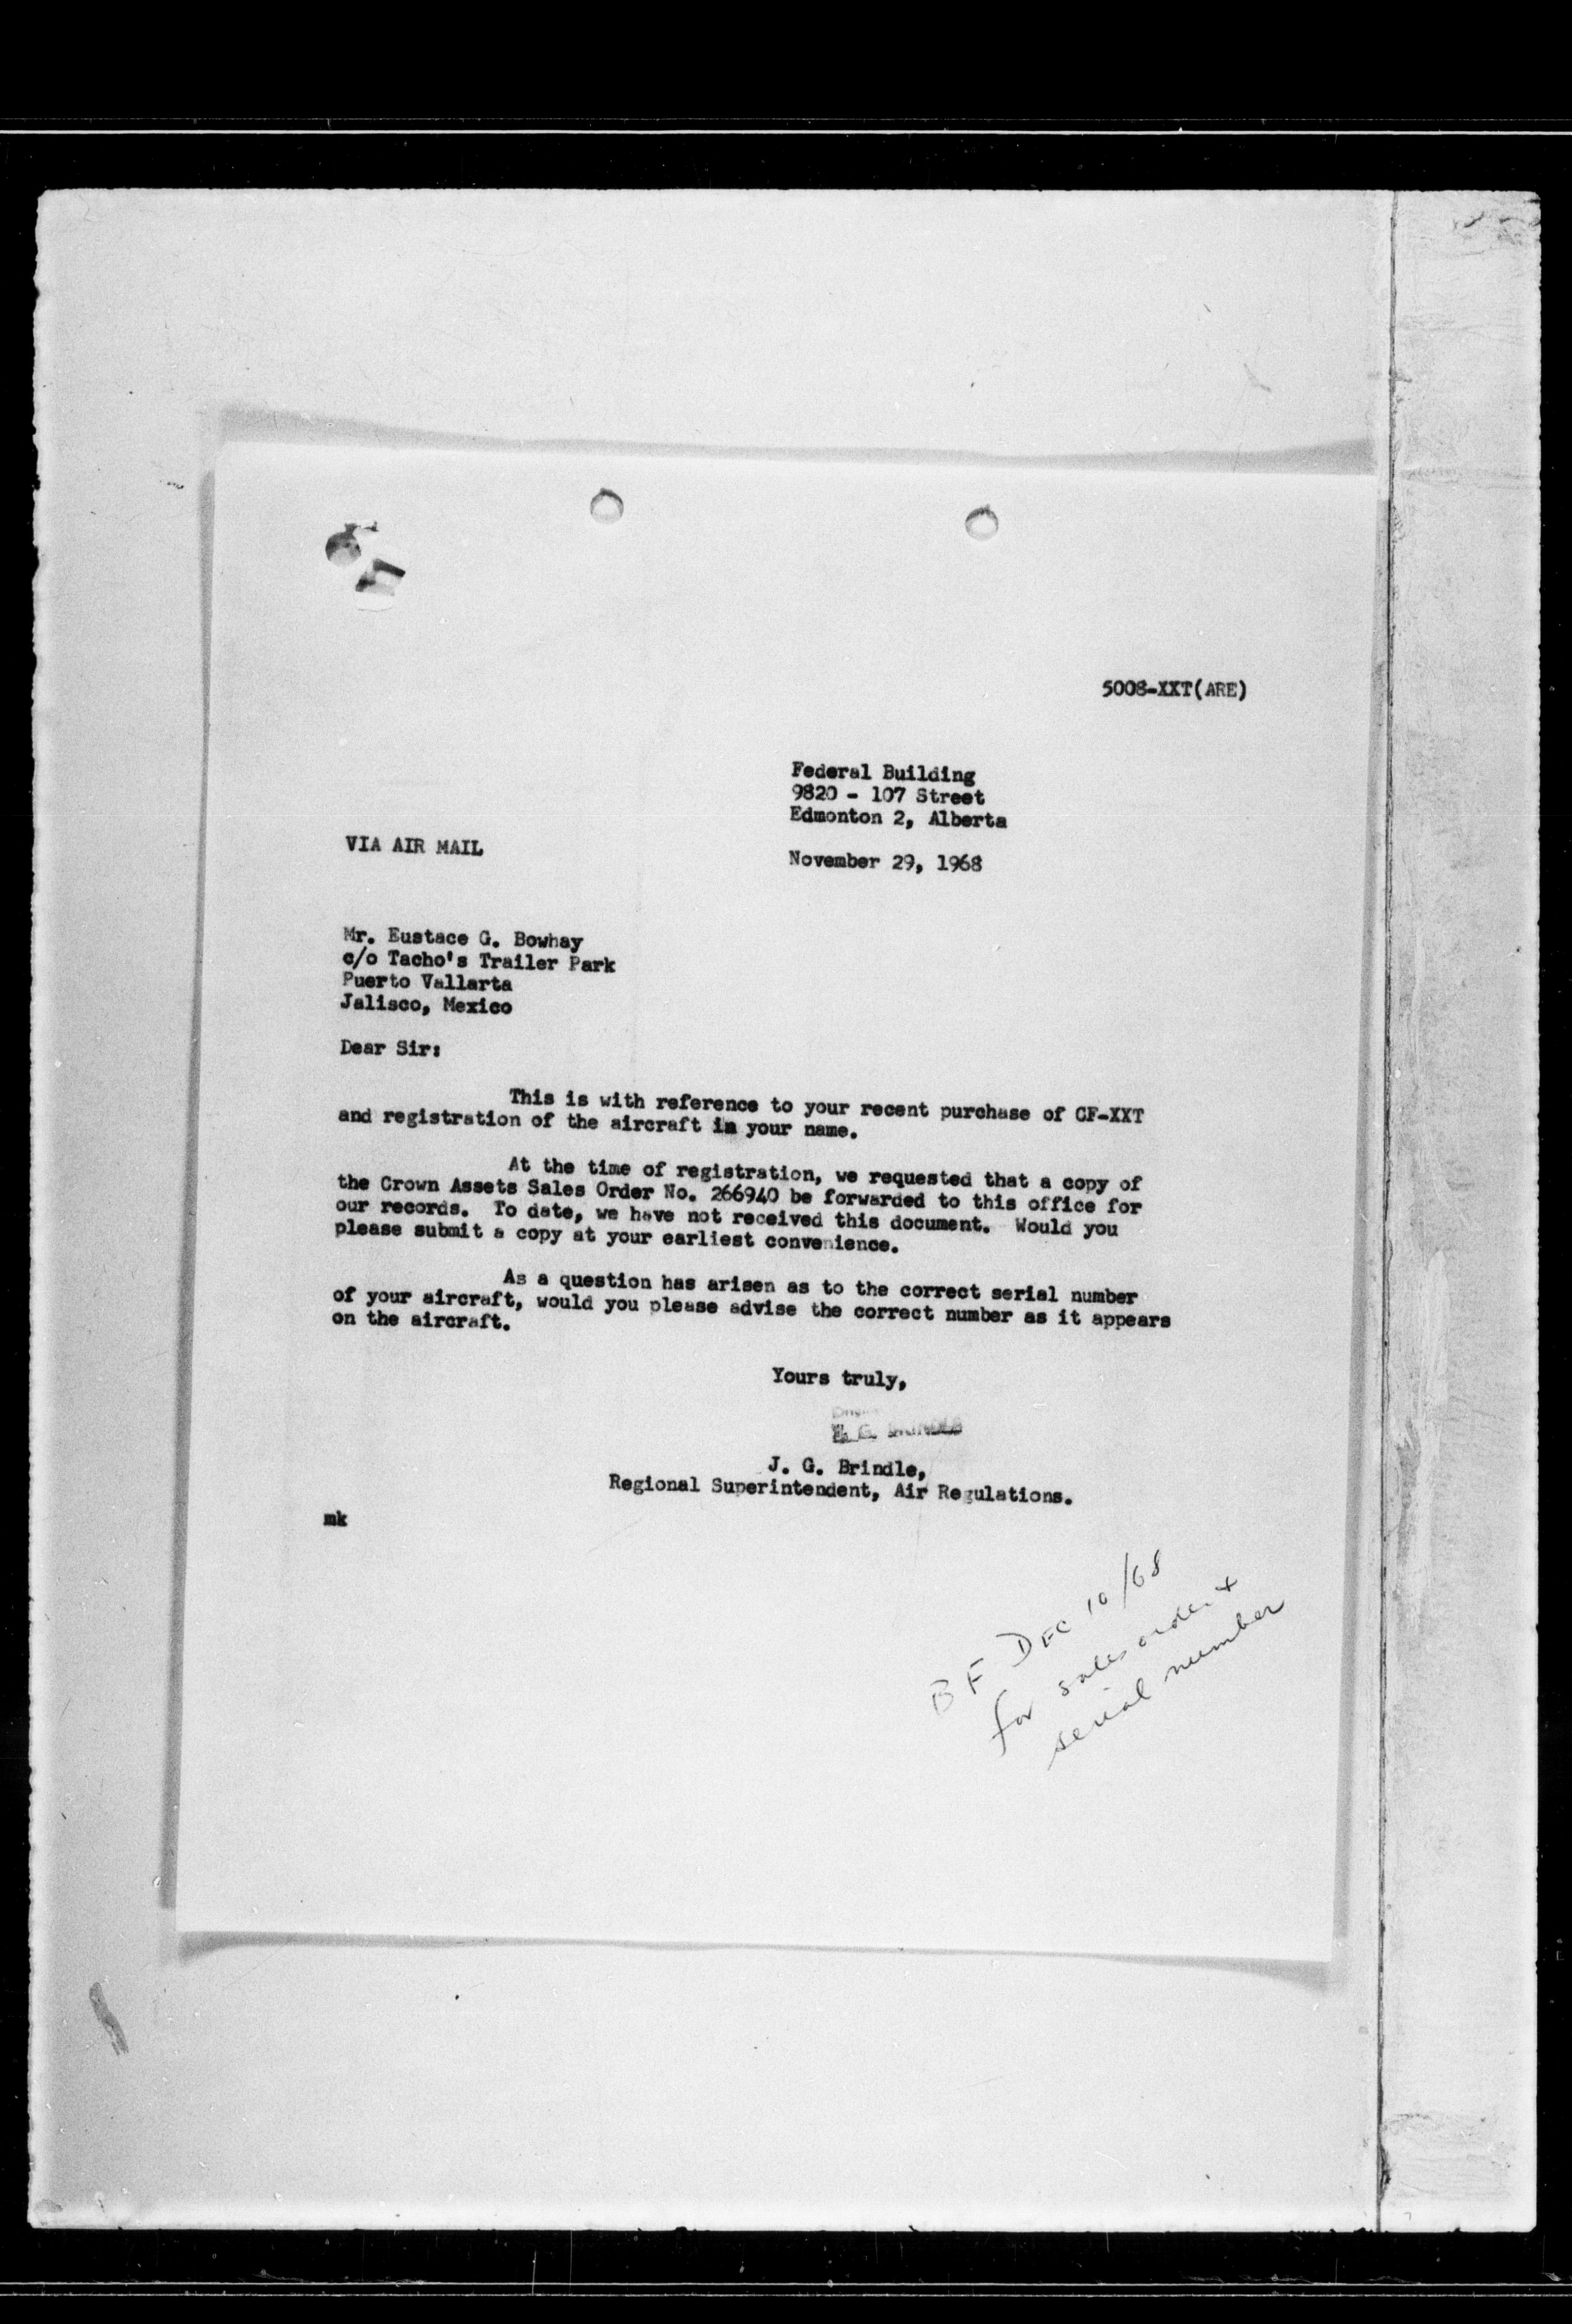 5008-XXT(ARE)
Federal Building
9820 - 107 Street
Edmonton 2, Alberta
VIA AIR MAIL
November 29, 1968
Mr. Eustace G. Bowhay
c/o Tacho's Trailer Park
Puerto Vallarta
Jalisco, Mexico
Dear Sir:
This is with reference to your recent purchase of CF-XXT
and registration of the aircraft in your name.
At the time of registration, we requested that a copy of
the Crown Assets Sales Order No. 266940 be forwarded to this office for
our records. To date, we have not received this document. Would you
please submit a copy at your earliest convenience.
As a question has arisen as to the correct serial number
of your aircraft, would you please advise the correct number as it appears
on the aircraft.
Yours truly,
G. BRINDLE
J. G. Brindle,
Regional Superintendent, Air Regulations.
mk
BF DEC 10/68
for sales order +
serial number